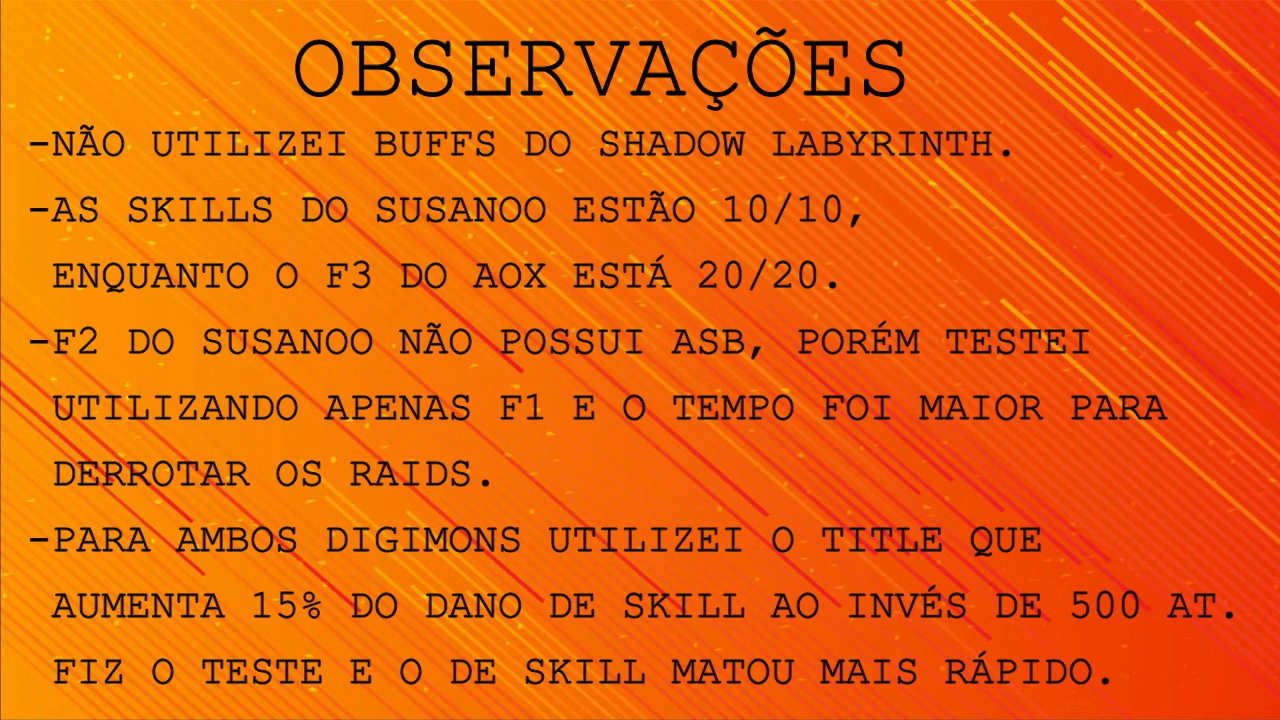 OBSERVAÇÕES
-NÃO UTILIZEI BUFFS DO SHADOW LABYRINTH.
-AS SKILLS DO SUSANOO ESTÃO 10/10,
ENQUANTO O F3 DO AOX ESTÁ 20/20.
-F2 DO SUSANOO NÃO POSSUI ASB, PORÉM TESTEI
UTILIZANDO APENAS F1 E O TEMPO FOI MAIOR PARA
DERROTAR OS RAIDS.
-PARA AMBOS DIGIMONS UTILIZEI O TITLE QUE
AUMENTA 15% DO DANO DE SKILL AO INVÉS DE 500 AT.
FIZ O TESTE E O DE SKILL MATOU MAIS RÁPIDO.